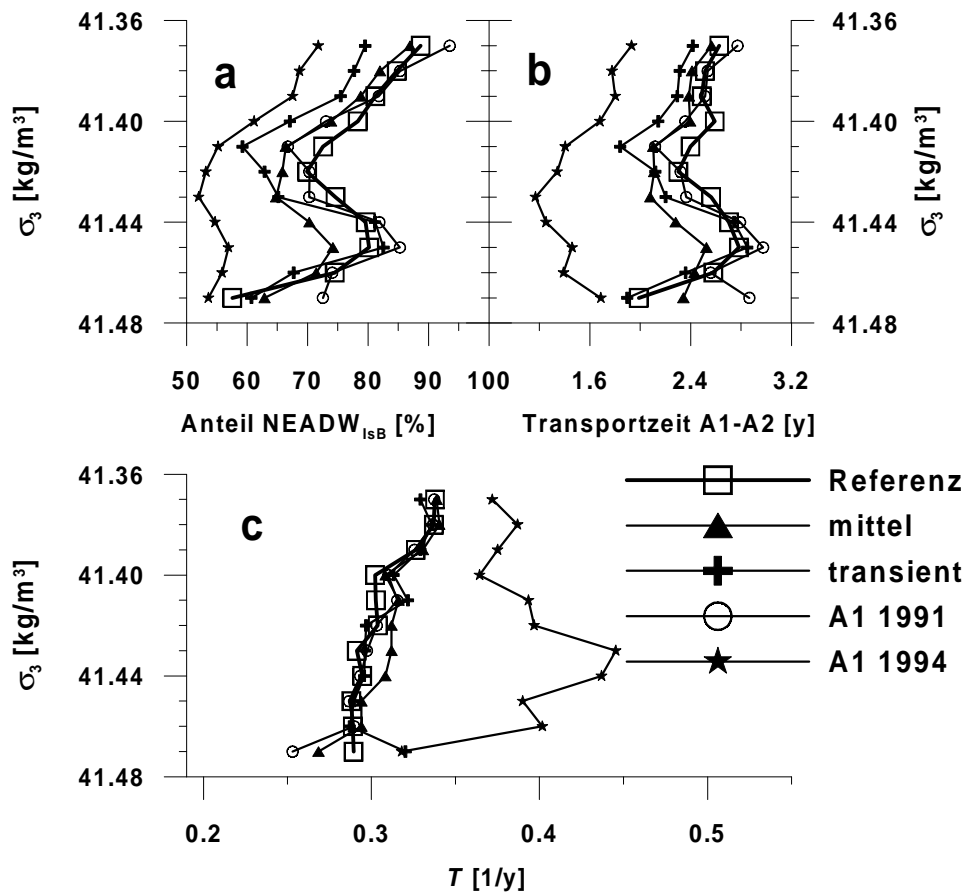 41.36
41.40
41.44
41.48
σ₃ [kg/m³]
a
50 60 70 80 90 100
Anteil NEADW_IsB [%]
b
1.6 2.4 3.2
Transportzeit A1-A2 [y]
41.36
41.40
41.44
41.48
σ₃ [kg/m³]
41.36
41.40
41.44
41.48
σ₃ [kg/m³]
c
0.2 0.3 0.4 0.5
T [1/y]
Referenz
mittel
transient
A1 1991
A1 1994